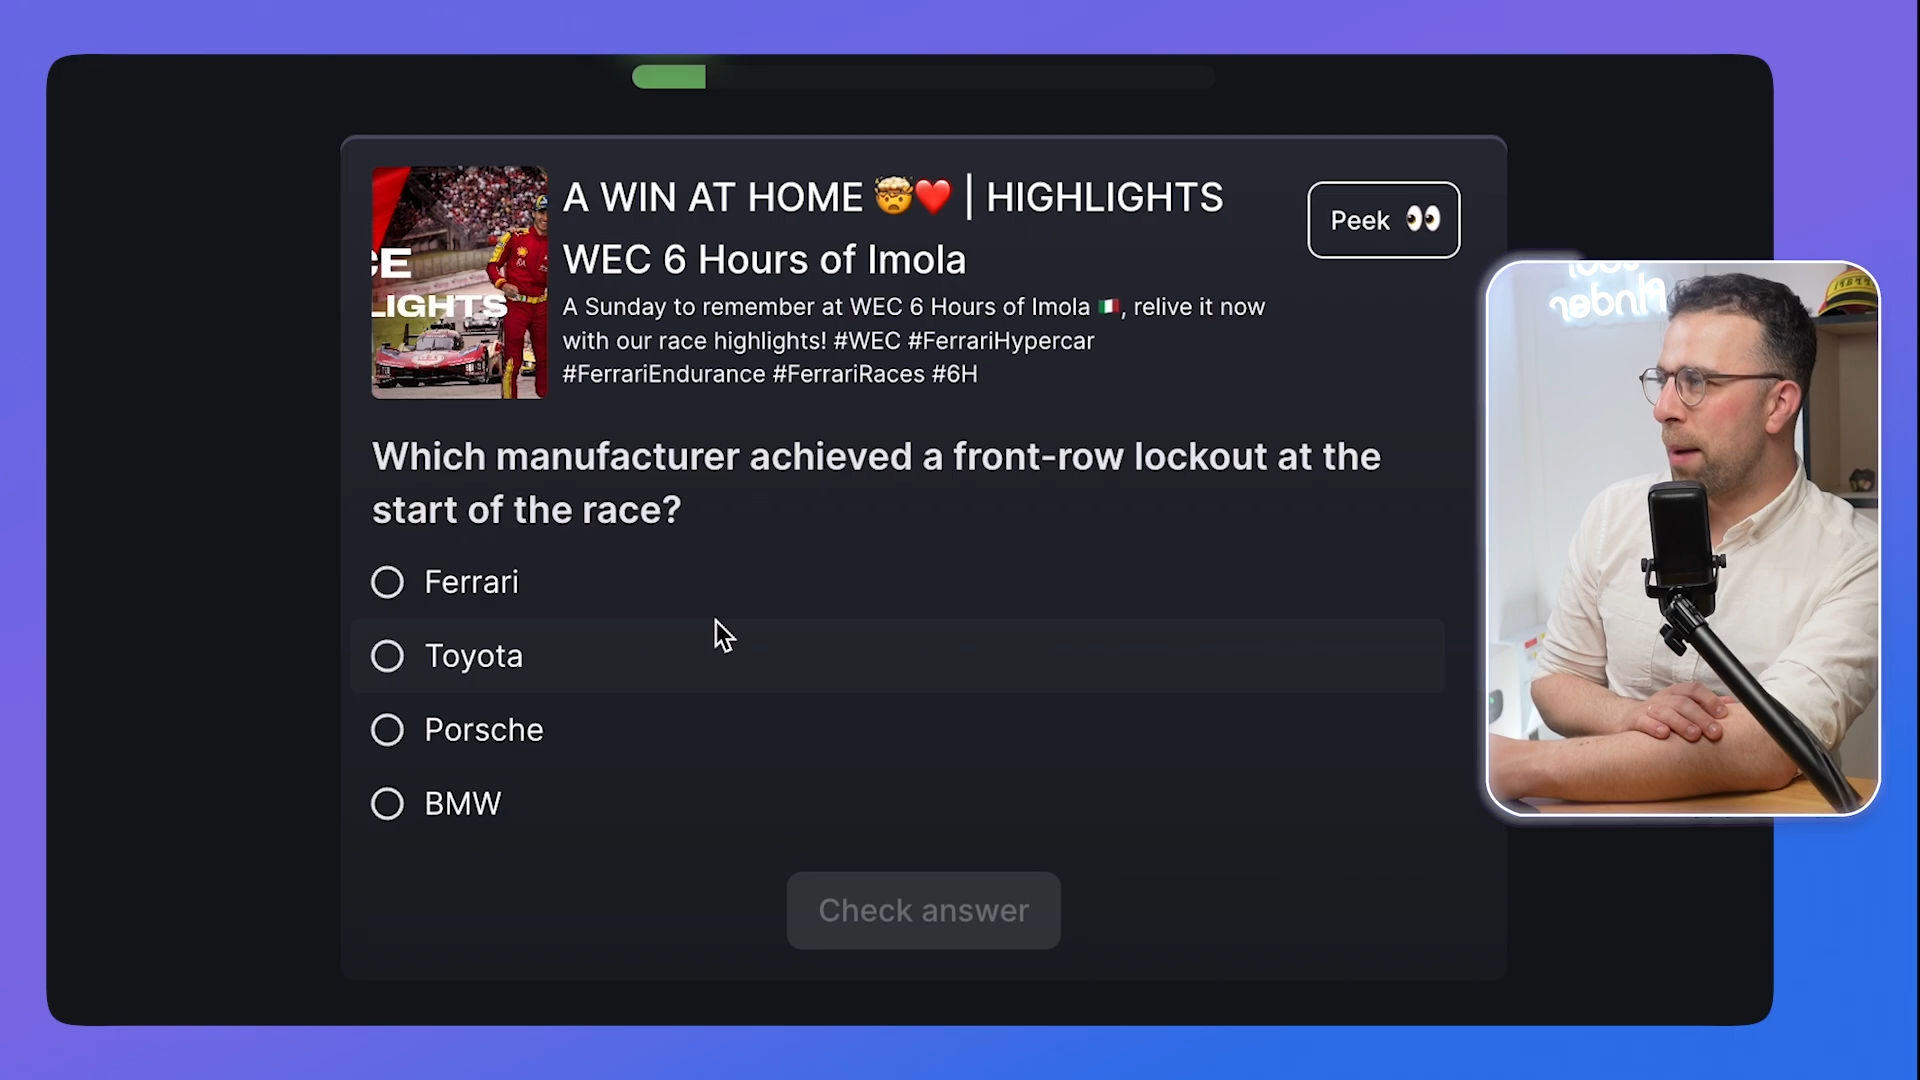 A WIN AT HOME 🤯❤️ | HIGHLIGHTS
WEC 6 Hours of Imola
A Sunday to remember at WEC 6 Hours of Imola 🇮🇹, relive it now
with our race highlights! #WEC #FerrariHypercar
#FerrariEndurance #FerrariRaces #6H
Peek 👀
CE
LIGHTS
Which manufacturer achieved a front-row lockout at the
start of the race?
Ferrari
Toyota
Porsche
BMW
Check answer